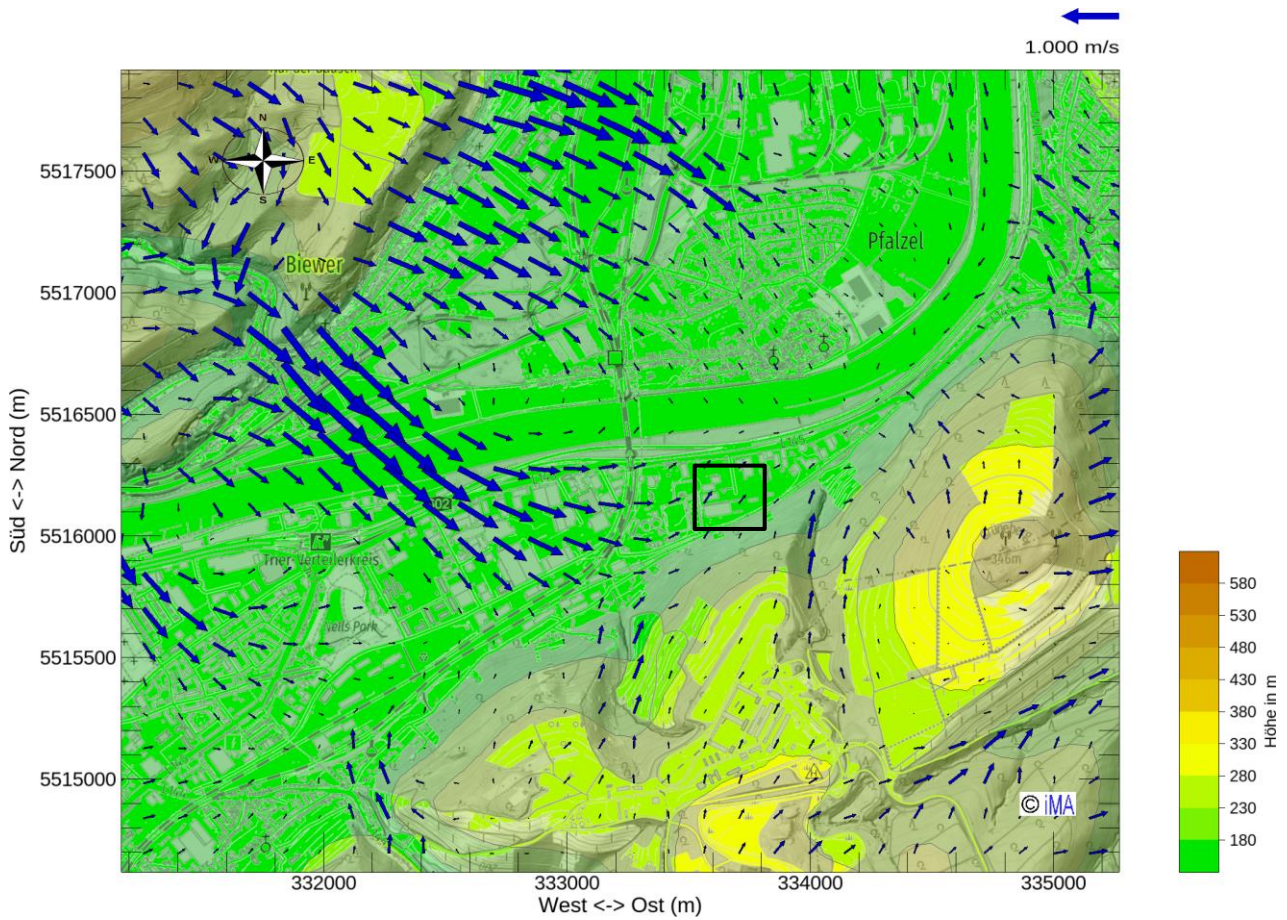 1.000 m/s
N
W
E
S
Biewer
Pfalzel
Trier-Verteilerkreis
Nells Park
© iMA
5517500
5517000
5516500
5516000
5515500
5515000
Süd <-> Nord (m)
332000
333000
334000
335000
West <-> Ost (m)
580
530
480
430
380
330
280
230
180
Höhe in m